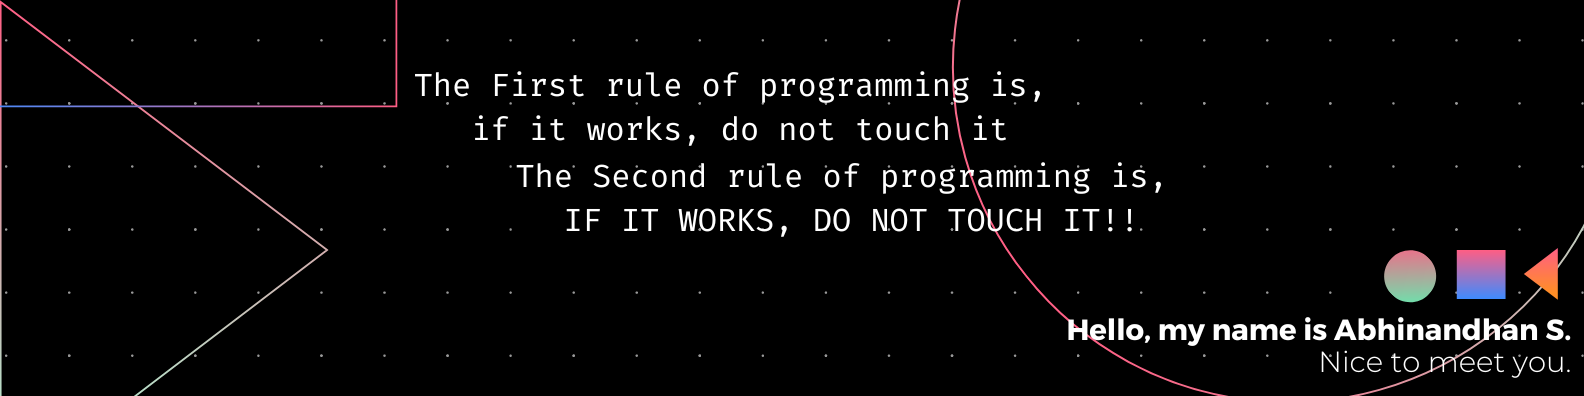 The First rule of programming is,
if it works, do not touch it
The Second rule of programming is,
IF IT WORKS, DO NOT TOUCH IT!!
Hello, my name is Abhinandhan S.
Nice to meet you.